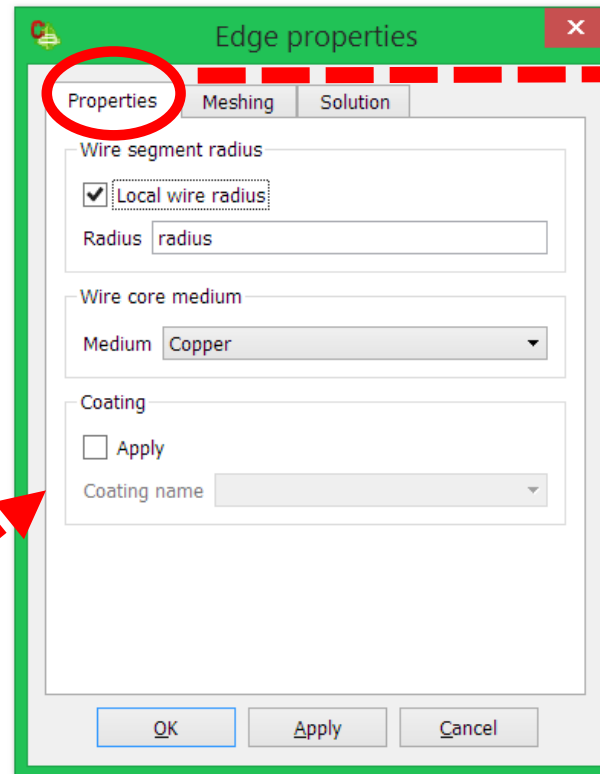 Edge properties
Properties Meshing Solution
Wire segment radius
Local wire radius
Radius radius
Wire core medium
Medium Copper
Coating
Apply
Coating name
OK Apply Cancel